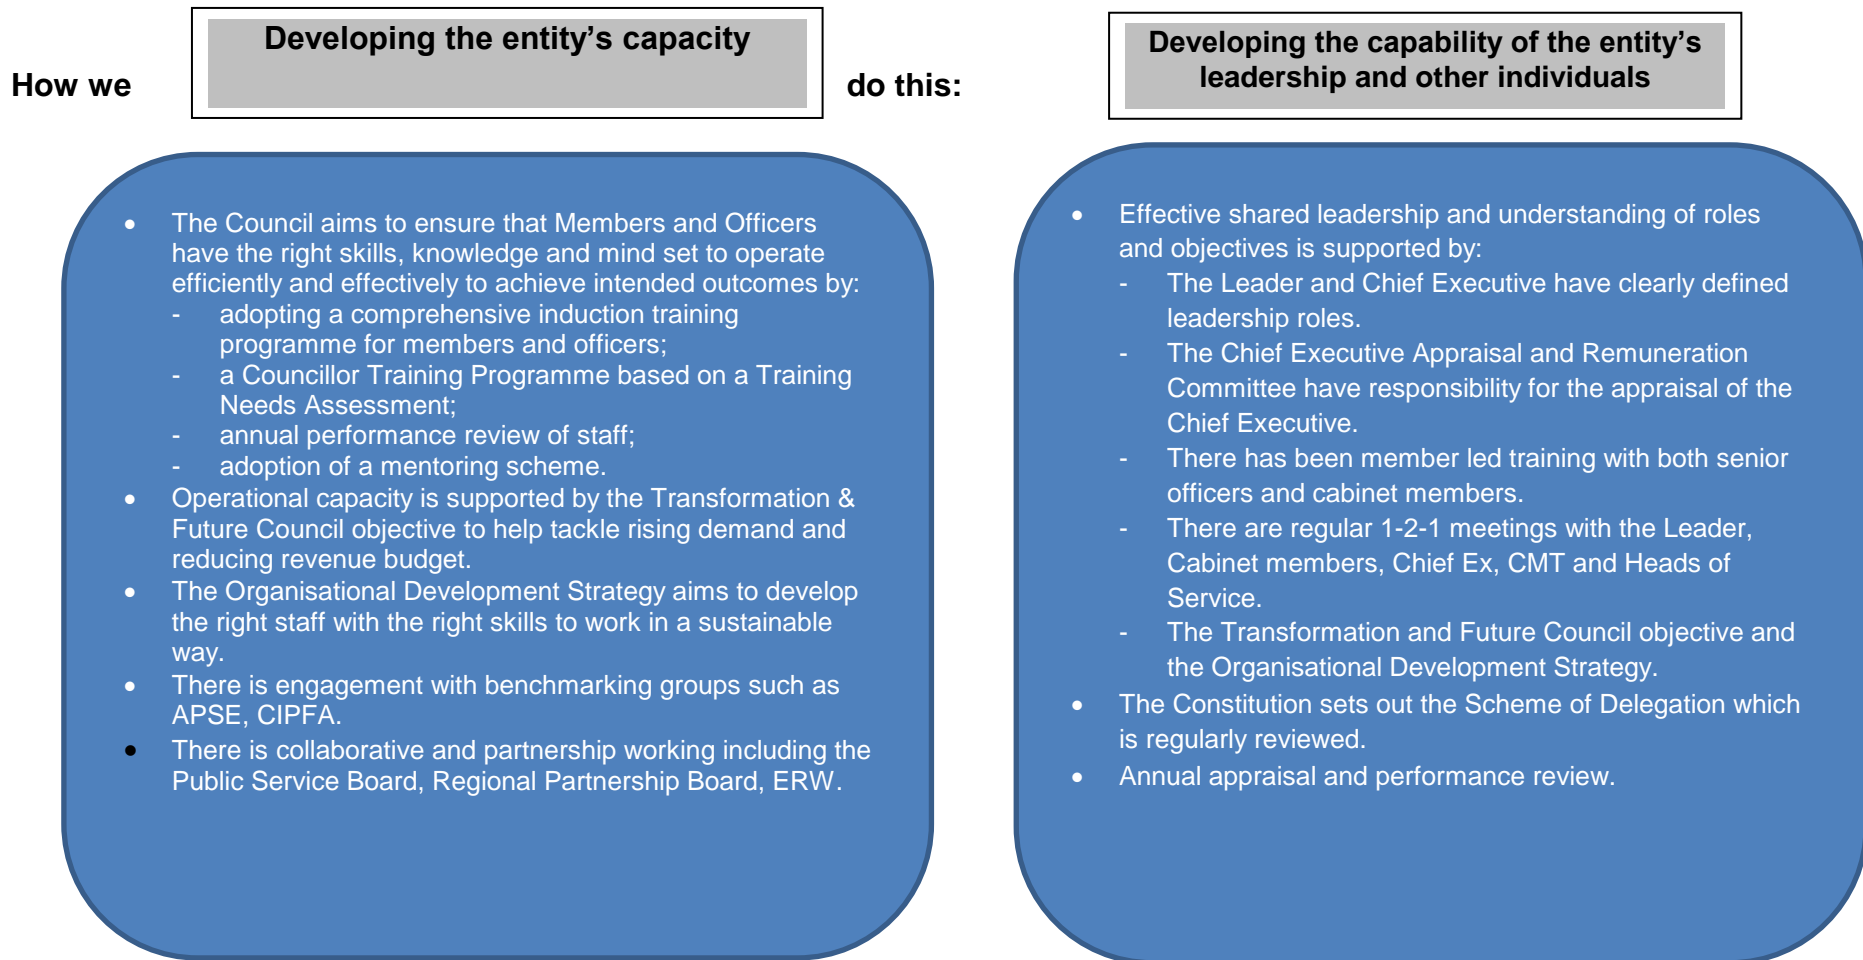 How we
Developing the entity’s capacity
do this:
Developing the capability of the entity’s
leadership and other individuals
• The Council aims to ensure that Members and Officers
have the right skills, knowledge and mind set to operate
efficiently and effectively to achieve intended outcomes by:
- adopting a comprehensive induction training
programme for members and officers;
- a Councillor Training Programme based on a Training
Needs Assessment;
- annual performance review of staff;
- adoption of a mentoring scheme.
• Operational capacity is supported by the Transformation &
Future Council objective to help tackle rising demand and
reducing revenue budget.
• The Organisational Development Strategy aims to develop
the right staff with the right skills to work in a sustainable
way.
• There is engagement with benchmarking groups such as
APSE, CIPFA.
• There is collaborative and partnership working including the
Public Service Board, Regional Partnership Board, ERW.
• Effective shared leadership and understanding of roles
and objectives is supported by:
- The Leader and Chief Executive have clearly defined
leadership roles.
- The Chief Executive Appraisal and Remuneration
Committee have responsibility for the appraisal of the
Chief Executive.
- There has been member led training with both senior
officers and cabinet members.
- There are regular 1-2-1 meetings with the Leader,
Cabinet members, Chief Ex, CMT and Heads of
Service.
- The Transformation and Future Council objective and
the Organisational Development Strategy.
• The Constitution sets out the Scheme of Delegation which
is regularly reviewed.
• Annual appraisal and performance review.